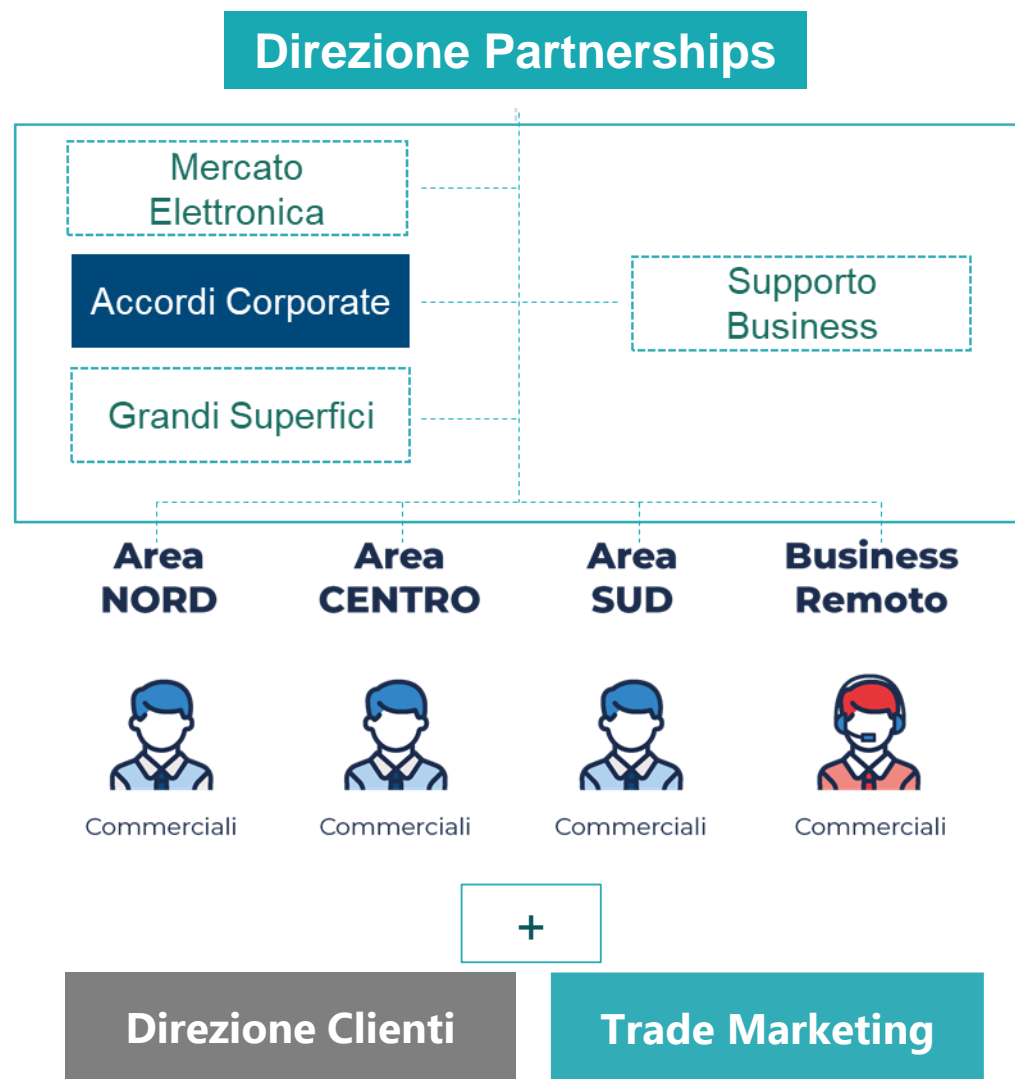 Direzione Partnerships
Mercato
Elettronica
Accordi Corporate
Supporto
Business
Grandi Superfici
Area
NORD
Area
CENTRO
Area
SUD
Business
Remoto
Commerciali
Commerciali
Commerciali
Commerciali
+
Direzione Clienti
Trade Marketing